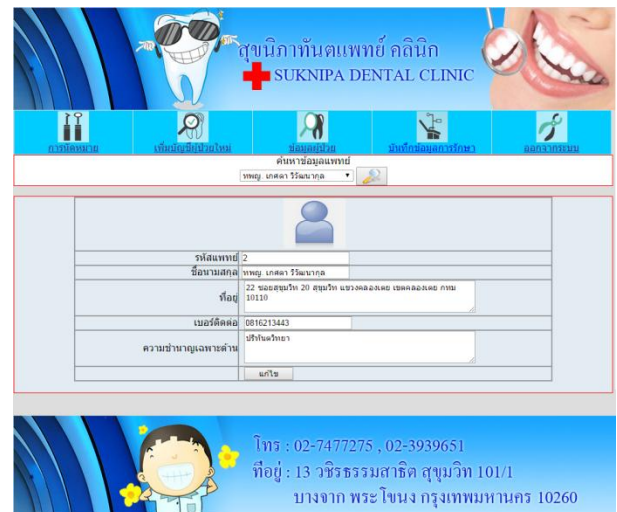 สุขนิภาทันตแพทย์ คลินิก
SUKNIPA DENTAL CLINIC
การนัดหมาย เพิ่มบัญชีผู้ป่วยใหม่ ข้อมูลผู้ป่วย บันทึกข้อมูลการรักษา ออกจากระบบ
ค้นหาข้อมูลแพทย์
ทพญ. เกศดา วิวัฒนากุล
รหัสแพทย์ 2
ชื่อนามสกุล ทพญ. เกศดา วิวัฒนากุล
ที่อยู่ 22 ซอยสุขุมวิท 20 สุขุมวิท แขวงคลองเตย เขตคลองเตย กทม
10110
เบอร์ติดต่อ 0816213443
ความชำนาญเฉพาะด้าน ปริทันตวิทยา
แก้ไข
โทร : 02-7477275 , 02-3939651
ที่อยู่ : 13 วชิรธรรมสาธิต สุขุมวิท 101/1
บางจาก พระโขนง กรุงเทพมหานคร 10260